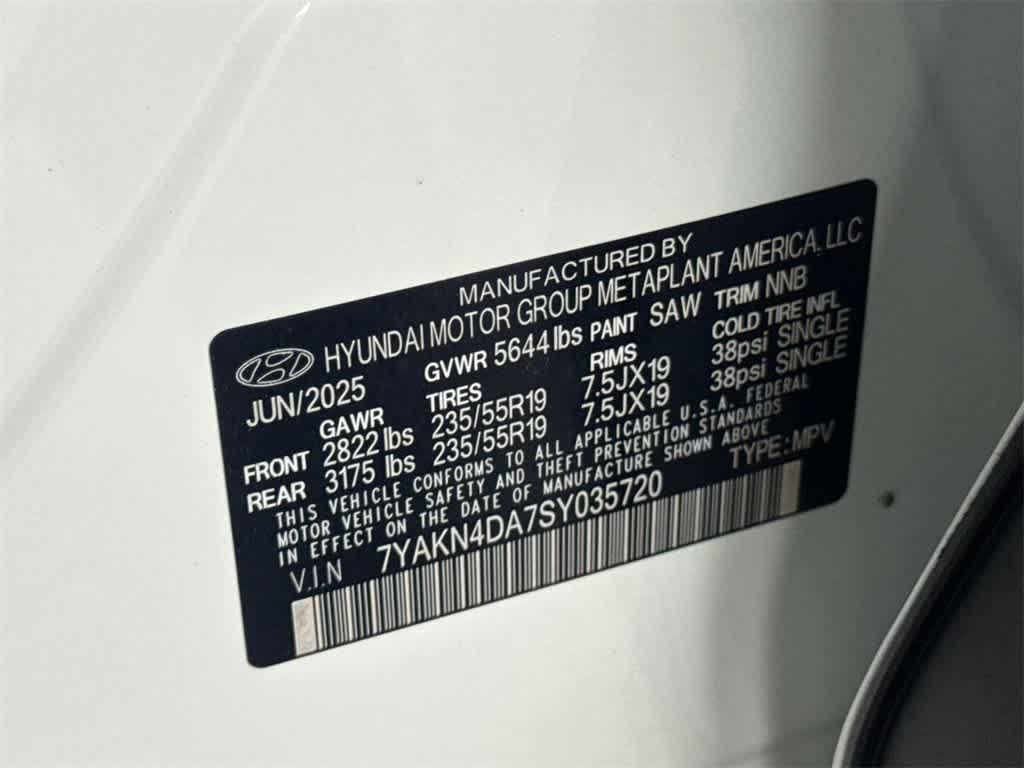 MANUFACTURED BY
HYUNDAI MOTOR GROUP METAPLANT AMERICA, LLC
JUN/2025 GVWR 5644 lbs PAINT SAW TRIM NNB
GAWR TIRES RIMS COLD TIRE INFL
FRONT 2822 lbs 235/55R19 7.5JX19 38psi SINGLE
REAR 3175 lbs 235/55R19 7.5JX19 38psi SINGLE
THIS VEHICLE CONFORMS TO ALL APPLICABLE U.S.A. FEDERAL
MOTOR VEHICLE SAFETY AND THEFT PREVENTION STANDARDS
IN EFFECT ON THE DATE OF MANUFACTURE SHOWN ABOVE
V.I.N 7YAKN4DA7SY035720 TYPE:MPV